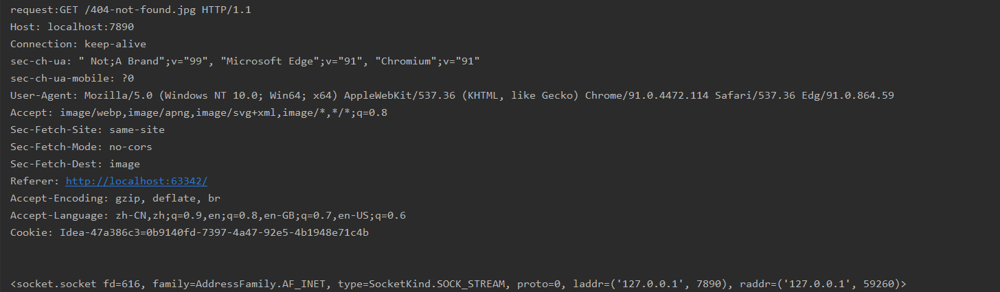 request:GET /404-not-found.jpg HTTP/1.1
Host: localhost:7890
Connection: keep-alive
sec-ch-ua: " Not;A Brand";v="99", "Microsoft Edge";v="91", "Chromium";v="91"
sec-ch-ua-mobile: ?0
User-Agent: Mozilla/5.0 (Windows NT 10.0; Win64; x64) AppleWebKit/537.36 (KHTML, like Gecko) Chrome/91.0.4472.114 Safari/537.36 Edg/91.0.864.59
Accept: image/webp,image/apng,image/svg+xml,image/*,*/*;q=0.8
Sec-Fetch-Site: same-site
Sec-Fetch-Mode: no-cors
Sec-Fetch-Dest: image
Referer: http://localhost:63342/
Accept-Encoding: gzip, deflate, br
Accept-Language: zh-CN,zh;q=0.9,en;q=0.8,en-GB;q=0.7,en-US;q=0.6
Cookie: Idea-47a386c3=0b9140fd-7397-4a47-92e5-4b1948e71c4b
<socket.socket fd=616, family=AddressFamily.AF_INET, type=SocketKind.SOCK_STREAM, proto=0, laddr=('127.0.0.1', 7890), raddr=('127.0.0.1', 59260)>